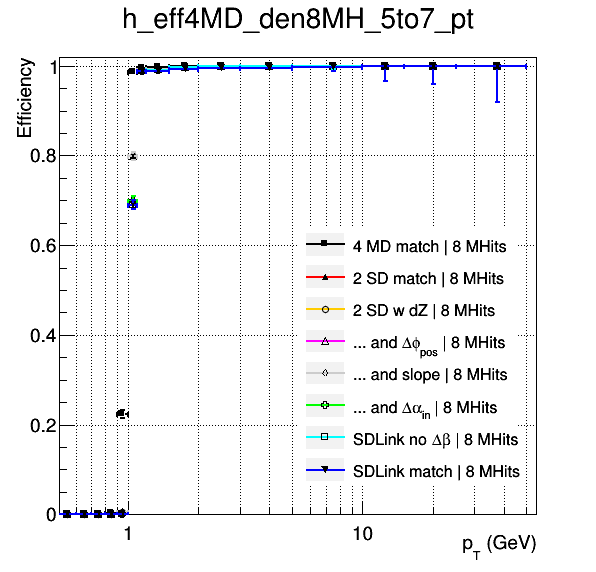 h_eff4MD_den8MH_5to7_pt
Efficiency
1
0.8
0.6
0.4
0.2
0
4 MD match | 8 MHits
2 SD match | 8 MHits
2 SD w dZ | 8 MHits
... and Δϕpos | 8 MHits
... and slope | 8 MHits
... and Δαin | 8 MHits
SDLink no Δβ | 8 MHits
SDLink match | 8 MHits
1 10
pT (GeV)